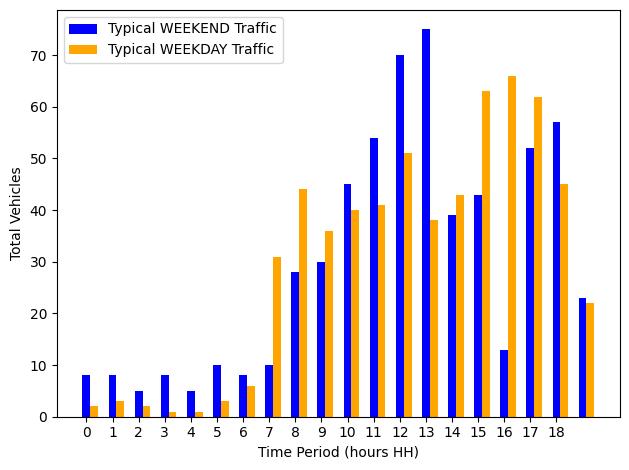 Typical WEEKEND Traffic
Typical WEEKDAY Traffic
70
60
50
40
30
20
10
0
Total Vehicles
0 1 2 3 4 5 6 7 8 9 10 11 12 13 14 15 16 17 18
Time Period (hours HH)